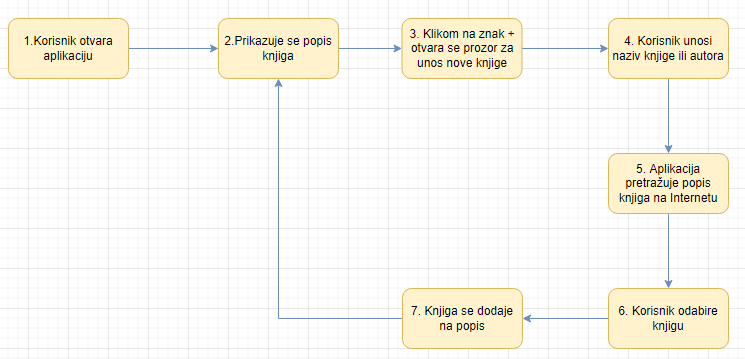 1.Korisnik otvara
aplikaciju
2.Prikazuje se popis
knjiga
3. Klikom na znak +
otvara se prozor za
unos nove knjige
4. Korisnik unosi
naziv knjige ili autora
5. Aplikacija
pretražuje popis
knjiga na Internetu
6. Korisnik odabire
knjigu
7. Knjiga se dodaje
na popis